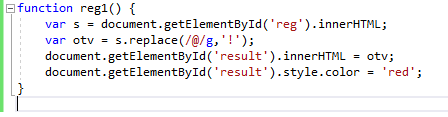 function reg1() {
    var s = document.getElementById('reg').innerHTML;
    var otv = s.replace(/@/g,'!');
    document.getElementById('result').innerHTML = otv;
    document.getElementById('result').style.color = 'red';
}